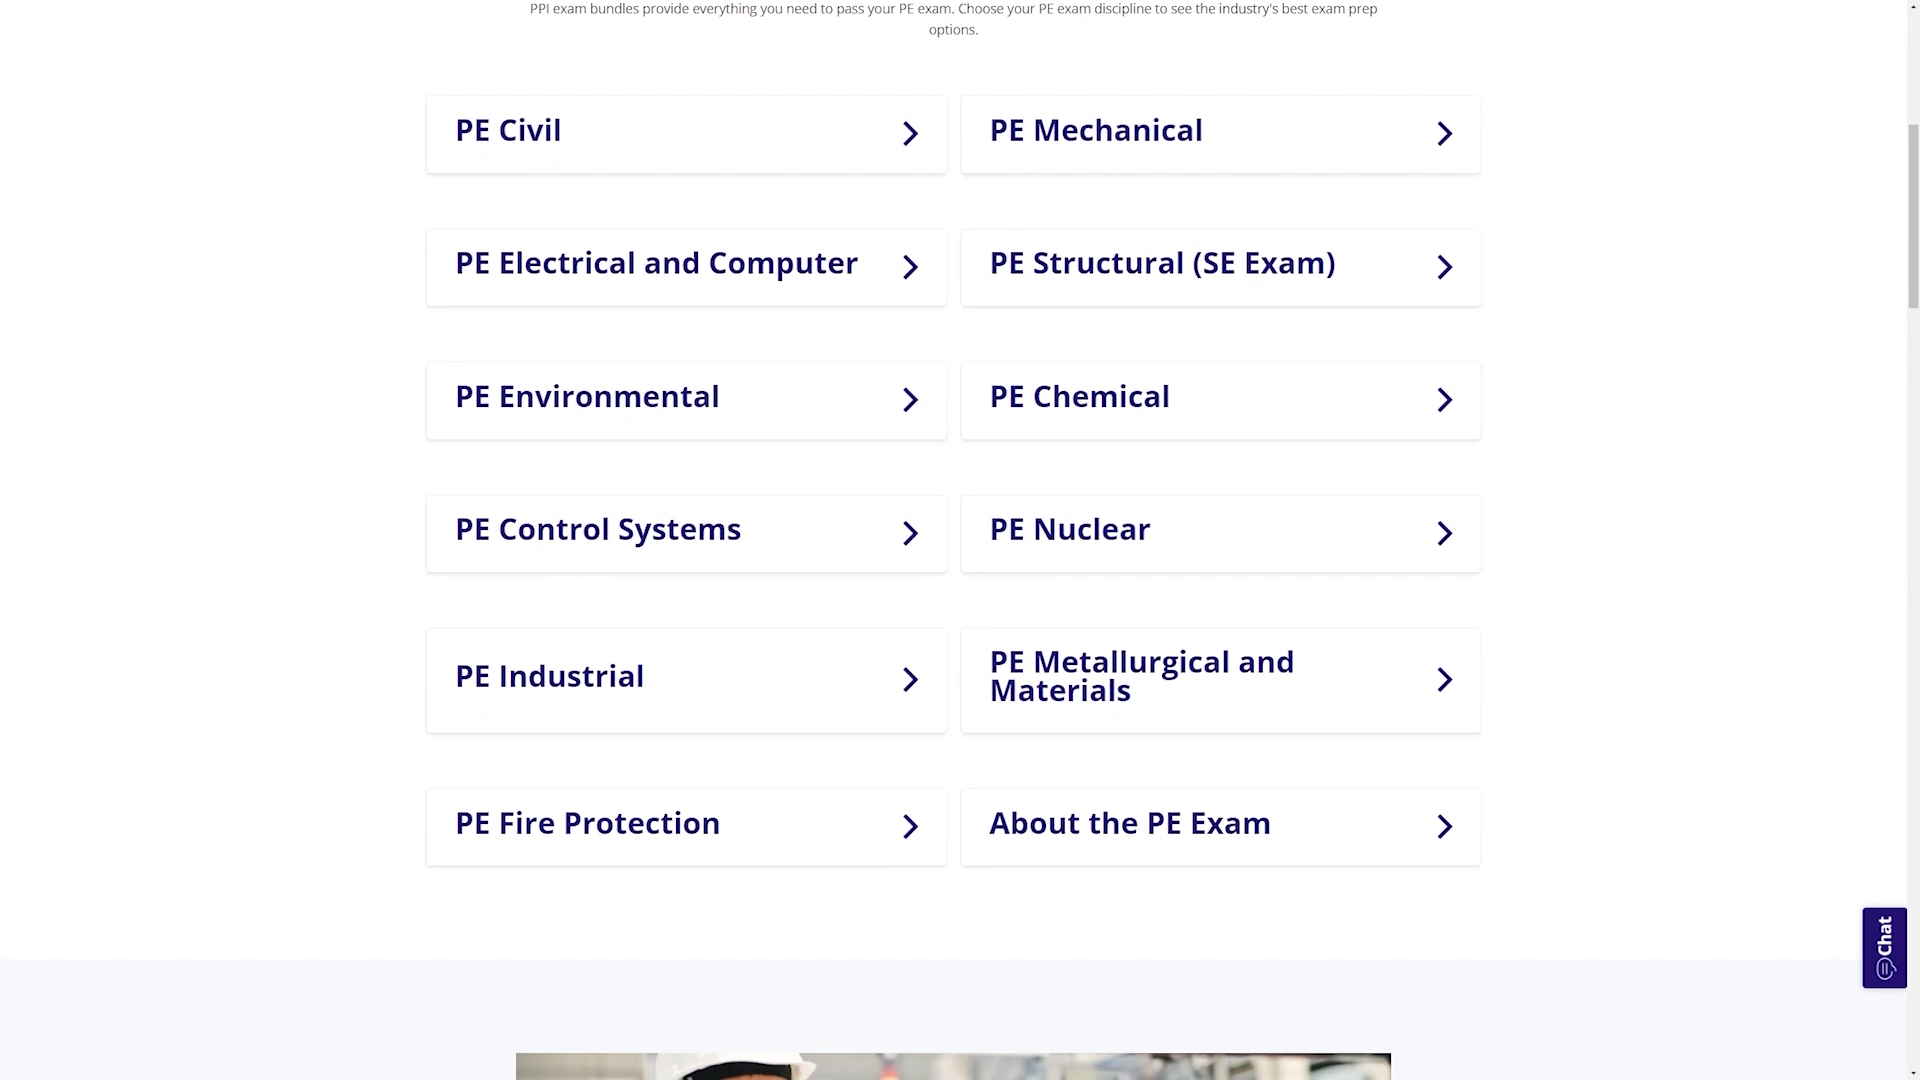 PPI exam bundles provide everything you need to pass your PE exam. Choose your PE exam discipline to see the industry's best exam prep
options.
PE Civil
PE Mechanical
PE Electrical and Computer
PE Structural (SE Exam)
PE Environmental
PE Chemical
PE Control Systems
PE Nuclear
PE Industrial
PE Metallurgical and
Materials
PE Fire Protection
About the PE Exam
Chat